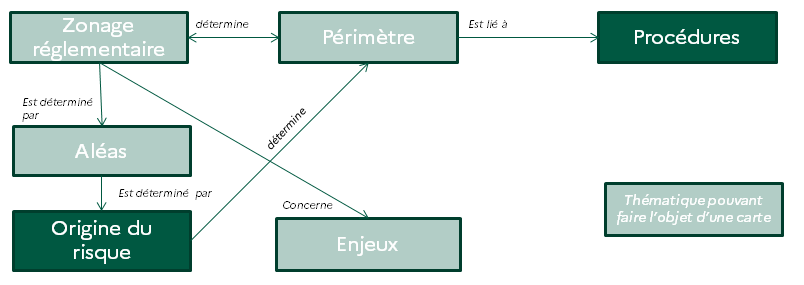 Zonage
réglementaire
détermine
Périmètre
Est lié à
Procédures
Est déterminé
par
détermine
Aléas
Est déterminé par
Thématique pouvant
faire l'objet d'une carte
Concerne
Origine du
risque
Enjeux